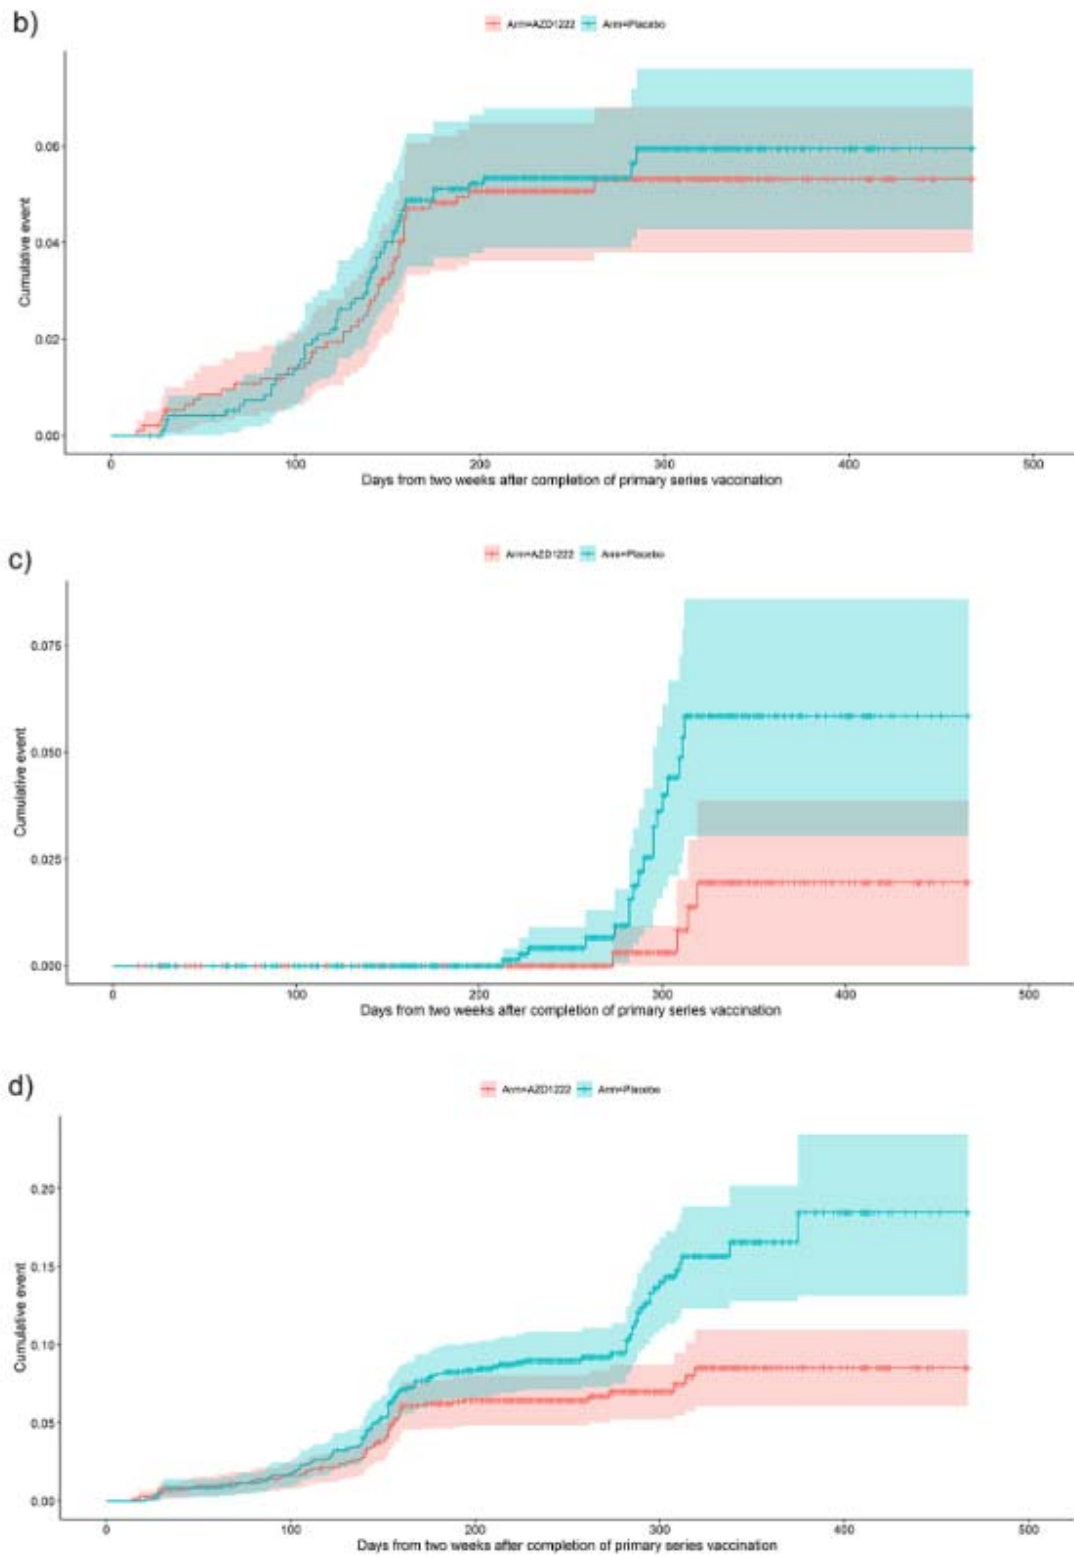 b)
Arm=AZD1222 Arm=Placebo
Cumulative event
0.06
0.04
0.02
0.00
0 100 200 300 400 500
Days from two weeks after completion of primary series vaccination
c)
Arm=AZD1222 Arm=Placebo
Cumulative event
0.075
0.050
0.025
0.000
0 100 200 300 400 500
Days from two weeks after completion of primary series vaccination
d)
Arm=AZD1222 Arm=Placebo
Cumulative event
0.20
0.15
0.10
0.05
0.00
0 100 200 300 400 500
Days from two weeks after completion of primary series vaccination